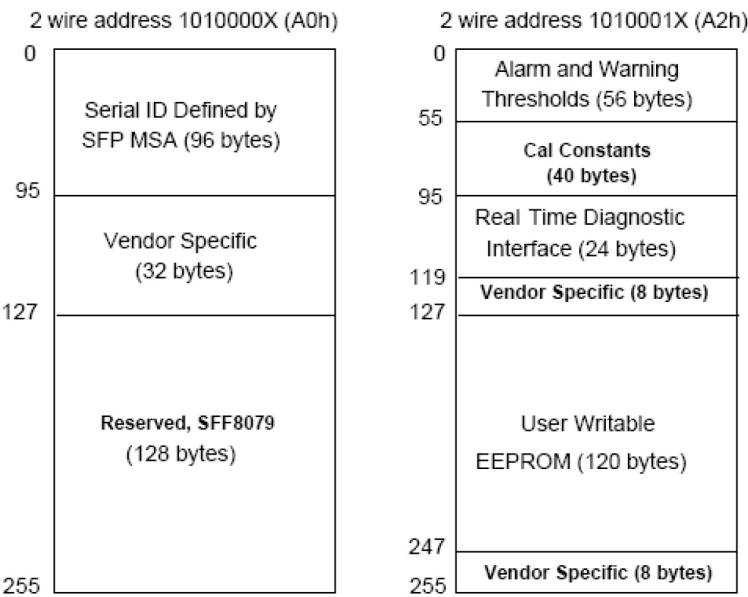 2 wire address 1010000X (A0h)
0
Serial ID Defined by
SFP MSA (96 bytes)
95
Vendor Specific
(32 bytes)
127
Reserved, SFF8079
(128 bytes)
255
2 wire address 1010001X (A2h)
0
Alarm and Warning
Thresholds (56 bytes)
55
Cal Constants
(40 bytes)
95
Real Time Diagnostic
Interface (24 bytes)
119
Vendor Specific (8 bytes)
127
User Writable
EEPROM (120 bytes)
247
Vendor Specific (8 bytes)
255